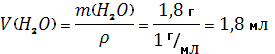 V(H₂O) = m(H₂O)/ρ = 1,8 г/1 г/мл = 1,8 мл